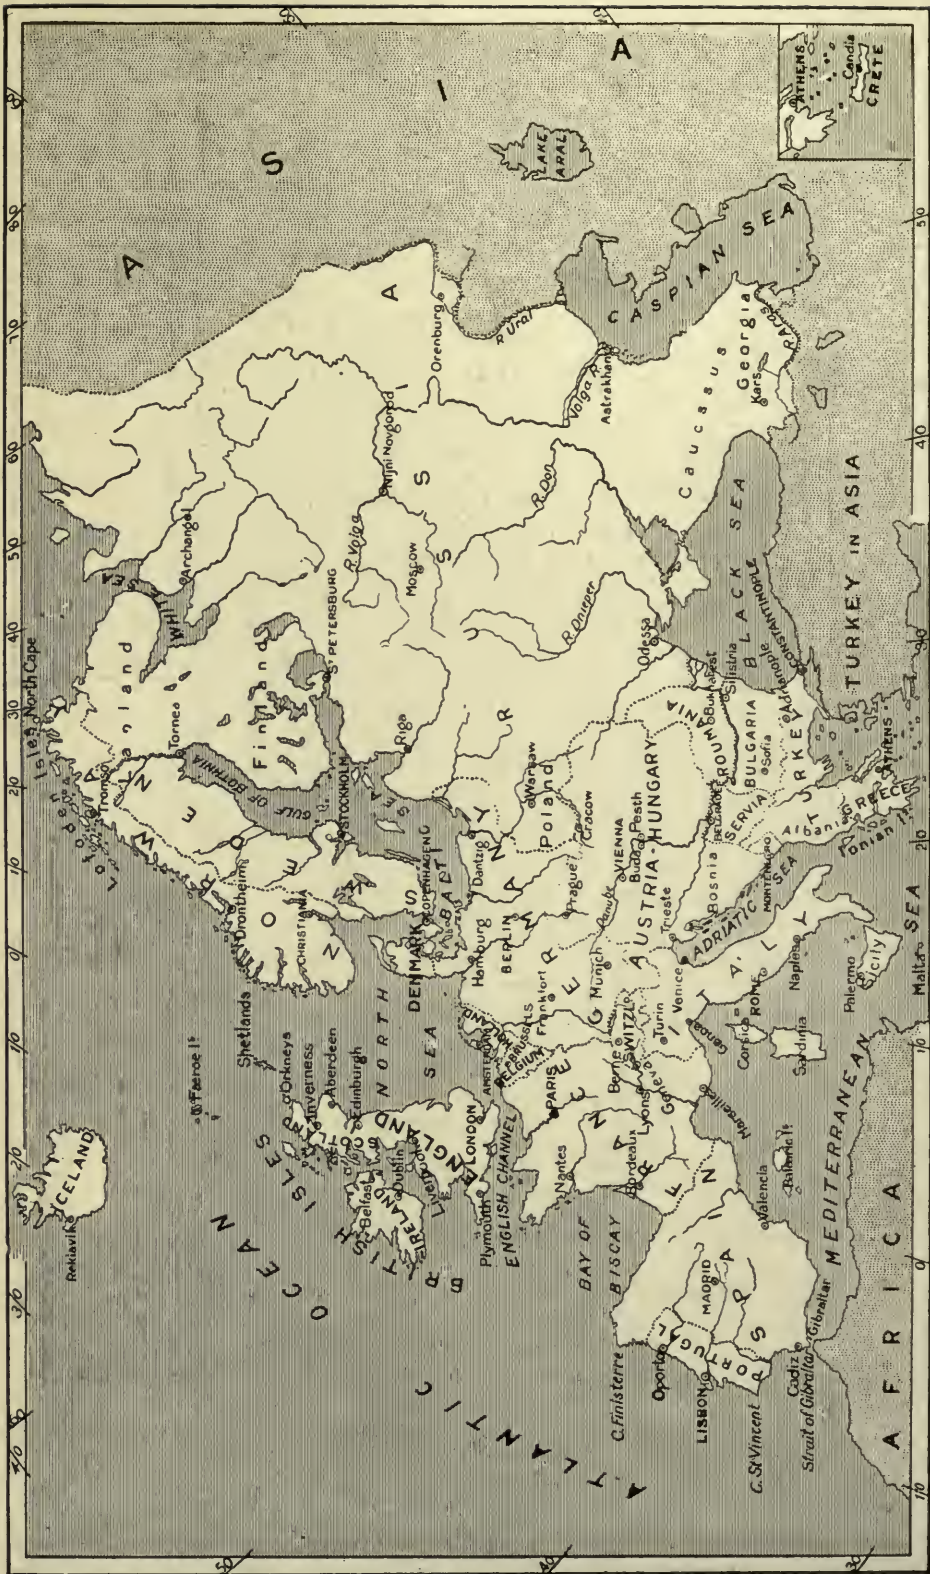 A S I A
LAKE ARAL
ATHENS
Candia
CRETE
CASPIAN SEA
R Ural
Orenburg
Volga R.
Astrakhan
Georgia
Kars
R Aras
Caucasus
RUSSIA
Nijni Novgorod
R. Don
R. Volga
Moscow
Archangel
WHITE SEA
BLACK SEA
TURKEY IN ASIA
CONSTANTINOPLE
Adrianople
R. Dnieper
Odessa
ST PETERSBURG
Finland
North Cape
Lofoden Isles
Tromso
Tornea
GULF OF BOTHNIA
Riga
STOCKHOLM
BALTIC SEA
NORWAY
SWEDEN
Drontheim
CHRISTIANIA
DENMARK
COPENHAGEN
Dantzig
Warsaw
Poland
Cracow
ROUMANIA
Bukharest
Silistria
BULGARIA
Sofia
SERVIA
BELGRADE
TURKEY
Albania
GREECE
ATHENS
Ionian Is
AUSTRIA-HUNGARY
Buda Pesth
VIENNA
Prague
Danube
Trieste
Bosnia
MONTENEGRO
ADRIATIC SEA
Hamburg
BERLIN
GERMANY
Frankfort
Munich
HOLLAND
AMSTERDAM
BRUSSELS
BELGIUM
SWITZD
Berne
Geneva
Venice
Turin
Genoa
ITALY
ROME
Naples
Palermo
Sicily
Malta
Corsica
Sardinia
NORTH SEA
Shetlands
Faeroe Is
Orkneys
Inverness
Aberdeen
Edinburgh
SCOTLAND
BRITISH ISLES
Belfast
Dublin
IRELAND
Liverpool
ENGLAND
LONDON
Plymouth
ENGLISH CHANNEL
ICELAND
Rekiavik
PARIS
FRANCE
Nantes
Lyons
Bordeaux
Marseille
BAY OF BISCAY
Valencia
Balearic Is
MEDITERRANEAN SEA
MADRID
SPAIN
PORTUGAL
Oporto
LISBON
C. Finisterre
C. St Vincent
Cadiz
Gibraltar
Strait of Gibraltar
AFRICA
ATLANTIC OCEAN